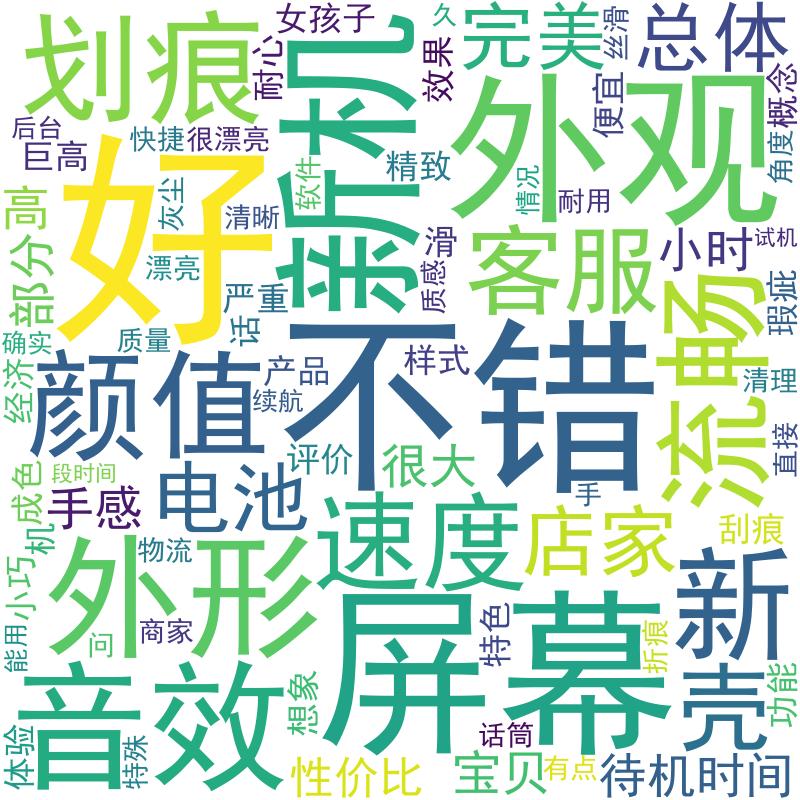 女孩子
久
完美
丝滑
总体
划痕
耐心
新机
效果
外观
便宜
概念
后台
快捷
很漂亮
巨高
好
灰尘
软件
精致
情况
耐用
角度
清晰
高
部分
漂亮
严重
质感
滑
客服
小时
试机
瑕疵
流畅
确实
质量
话
经济
颜值
产品
续航
样式
不错
清理
直接
段时间
成色
手感
电池
评价
很大
手
机
物流
速度
店家
刮痕
小巧
外形
能用
问
商家
屏幕
特色
折痕
新
壳
功能
音效
想象
体验
特殊
话筒
性价比
宝贝
有点
待机时间